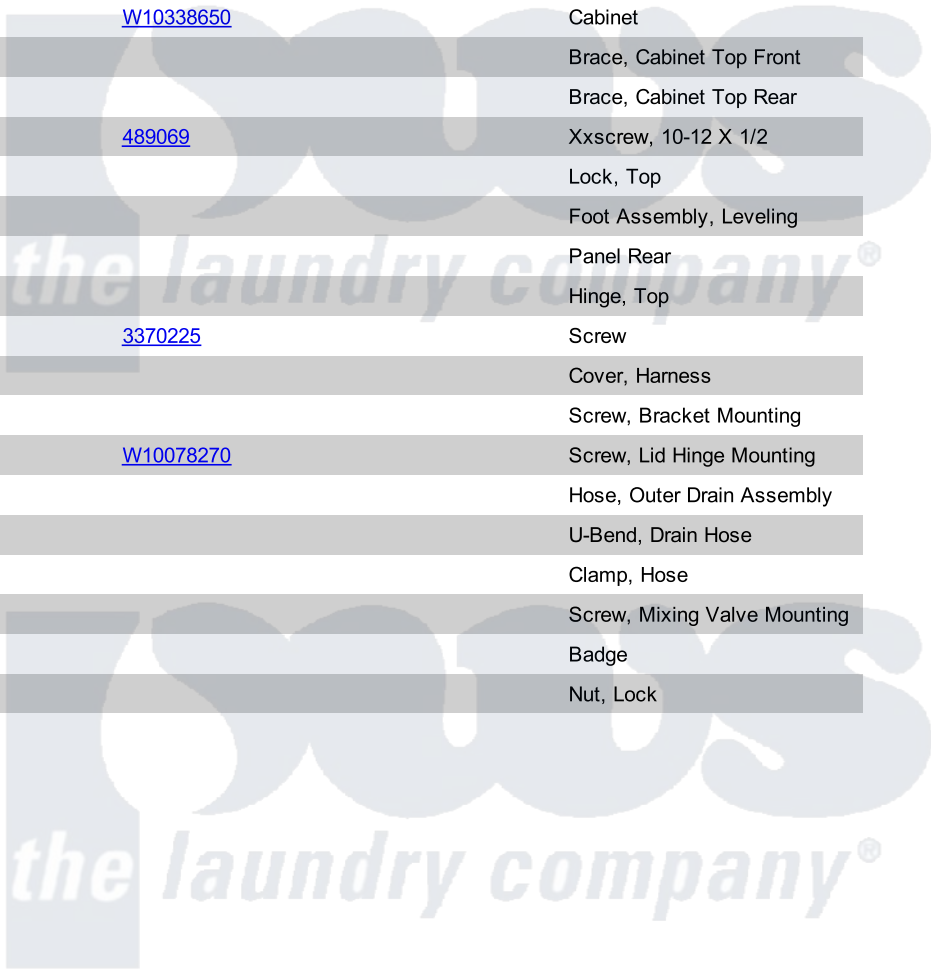 W10338650 Cabinet
Brace, Cabinet Top Front
Brace, Cabinet Top Rear
489069 Xxscrew, 10-12 X 1/2
Lock, Top
Foot Assembly, Leveling
Panel Rear
the laundry company®
Hinge, Top
3370225 Screw
Cover, Harness
Screw, Bracket Mounting
W10078270 Screw, Lid Hinge Mounting
Hose, Outer Drain Assembly
U-Bend, Drain Hose
Clamp, Hose
Screw, Mixing Valve Mounting
Badge
Nut, Lock
pws
the laundry company®